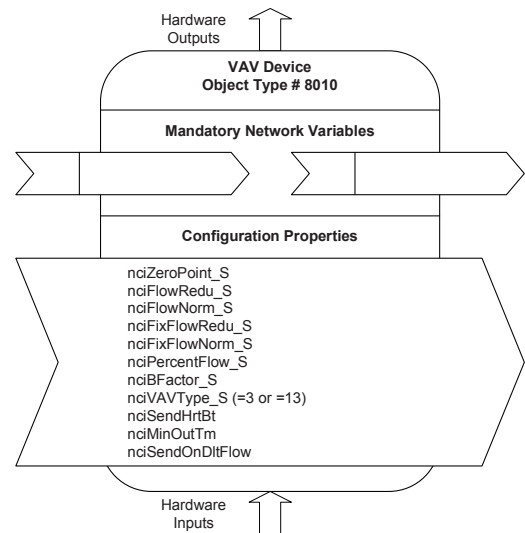 Hardware
Outputs
VAV Device
Object Type # 8010
Mandatory Network Variables
Configuration Properties
nciZeroPoint_S
nciFlowRedu_S
nciFlowNorm_S
nciFixFlowRedu_S
nciFixFlowNorm_S
nciPercentFlow_S
nciBFactor_S
nciVAVType_S (=3 or =13)
nciSendHrtBt
nciMinOutTm
nciSendOnDltFlow
Hardware
Inputs